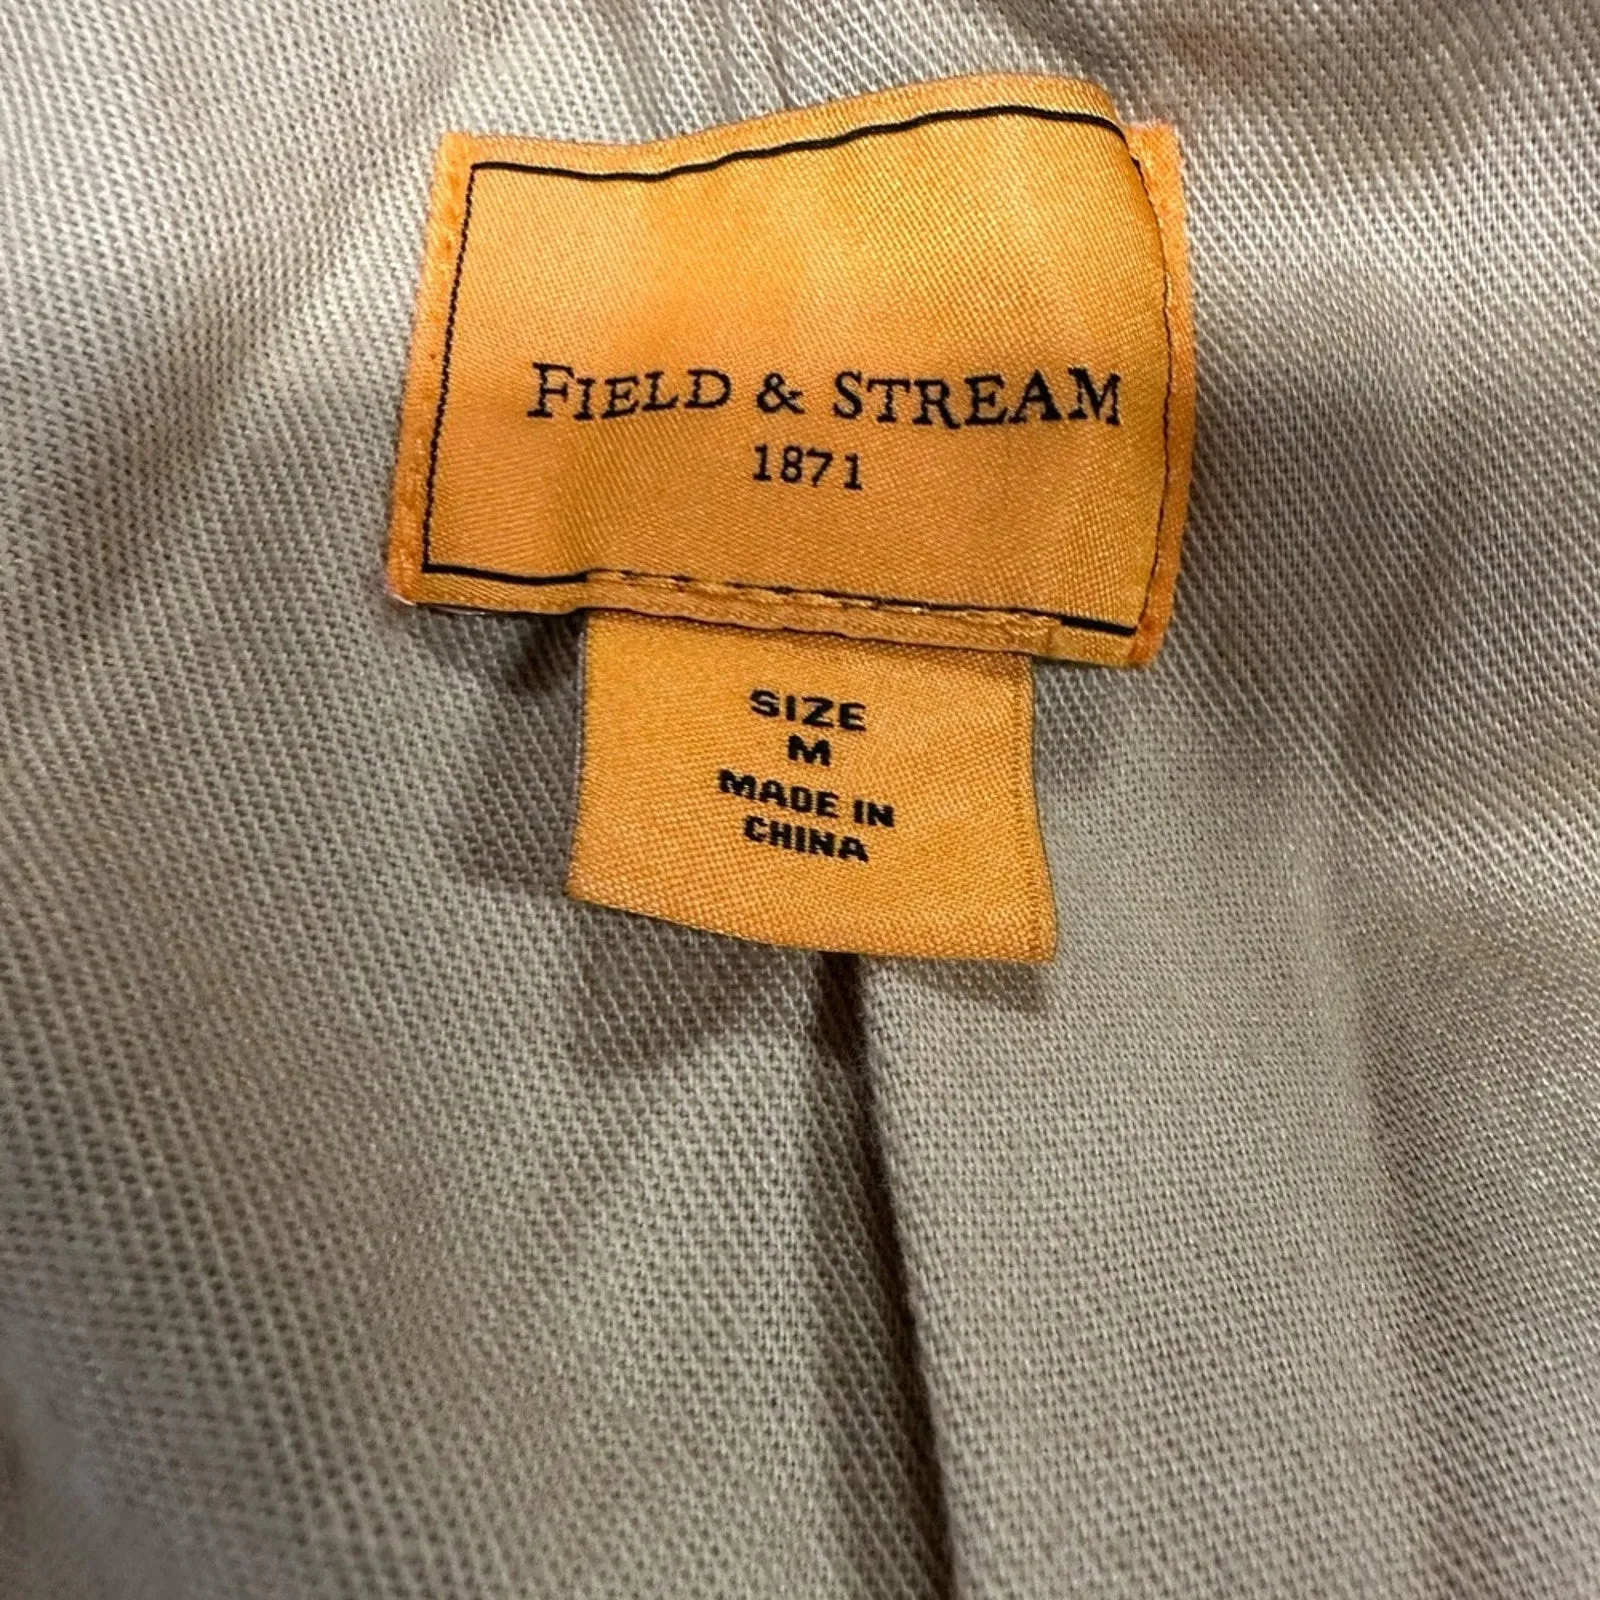 FIELD & STREAM
1871
SIZE
M
MADE IN
CHINA